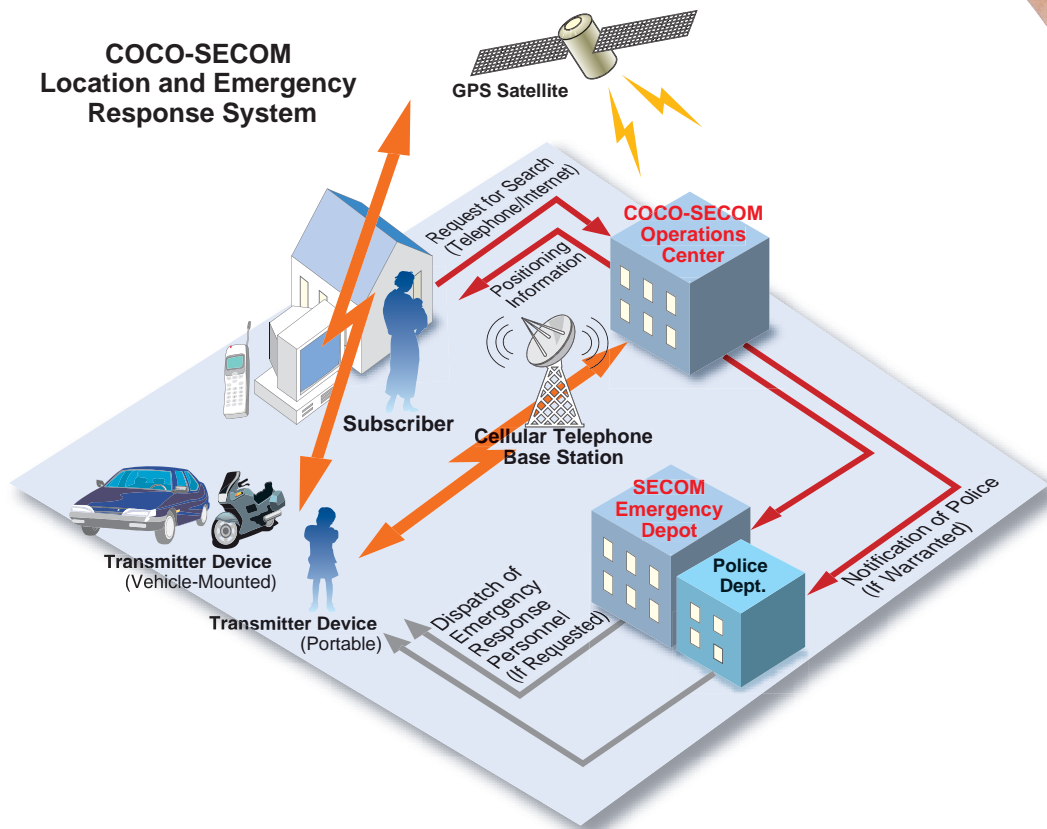 COCO-SECOM
Location and Emergency
Response System
GPS Satellite
Request for Search
(Telephone/Internet)
Positioning
Information
COCO-SECOM
Operations
Center
Subscriber
Cellular Telephone
Base Station
SECOM
Emergency
Depot
Police
Dept.
Notification of Police
(If Warranted)
Transmitter Device
(Vehicle-Mounted)
Transmitter Device
(Portable)
Dispatch of
Emergency
Response
Personnel
(If Requested)